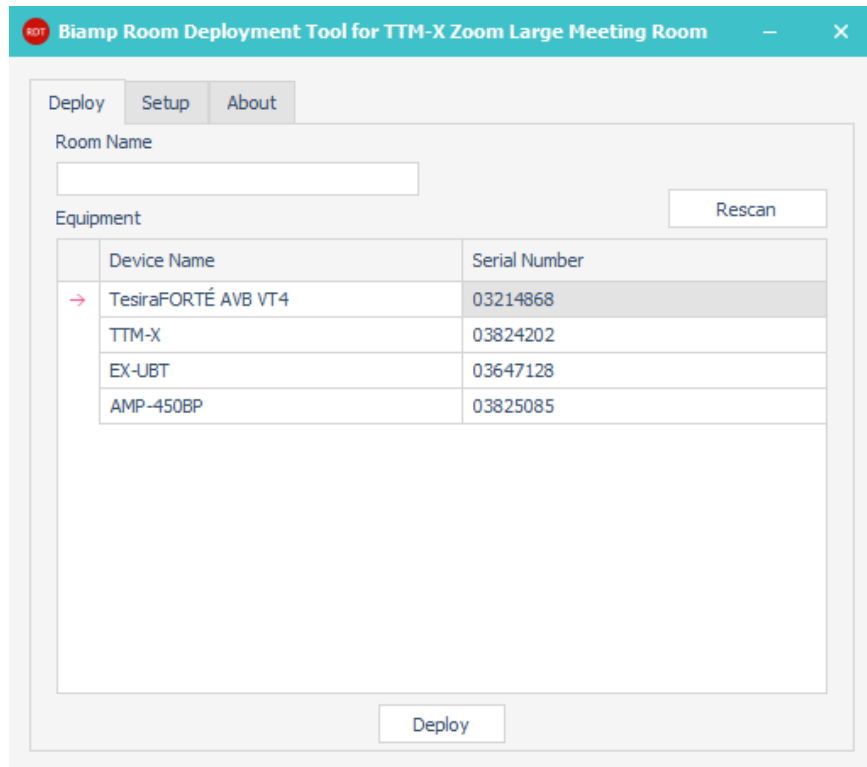 RDT Biamp Room Deployment Tool for TTM-X Zoom Large Meeting Room
Deploy Setup About
Room Name
Rescan
Equipment
Device Name Serial Number
TesiraFORTÉ AVB VT4 03214868
TTM-X 03824202
EX-UBT 03647128
AMP-450BP 03825085
Deploy